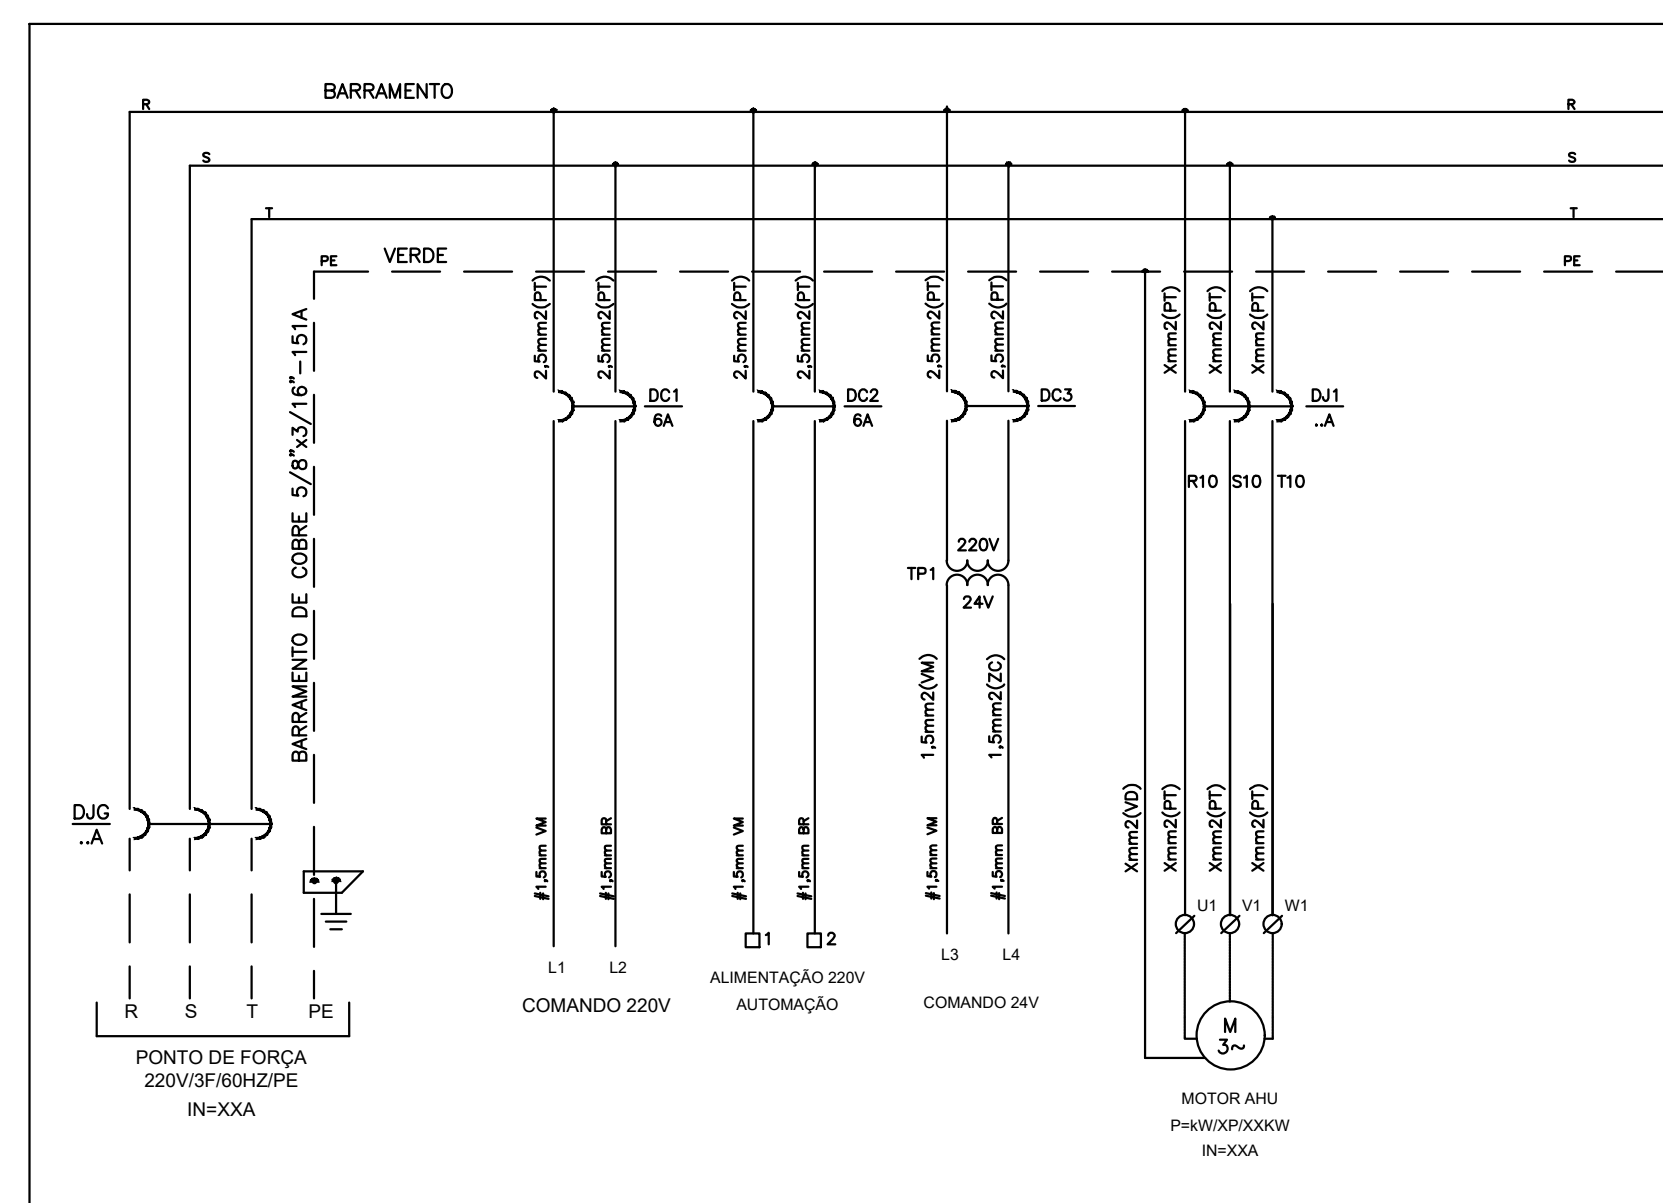 BARRAMENTO
R
R
S
S
T
T
PE
VERDE
PE
BARRAMENTO DE COBRE 5/8"x3/16"-151A
2,5mm2(PT)
2,5mm2(PT)
2,5mm2(PT)
2,5mm2(PT)
2,5mm2(PT)
2,5mm2(PT)
Xmm2(PT)
Xmm2(PT)
Xmm2(PT)
DC1
6A
DC2
6A
DC3
DJ1
..A
R10
S10
T10
220V
TP1
24V
1,5mm2(VM)
1,5mm2(ZC)
DJG
..A
#1,5mm VM
#1,5mm BR
#1,5mm VM
#1,5mm BR
#1,5mm VM
#1,5mm BR
Xmm2(VD)
Xmm2(PT)
Xmm2(PT)
Xmm2(PT)
U1
V1
W1
1
2
L1
L2
L3
L4
COMANDO 220V
ALIMENTAÇÃO 220V
AUTOMAÇÃO
COMANDO 24V
R
S
T
PE
PONTO DE FORÇA
220V/3F/60HZ/PE
IN=XXA
M
3~
MOTOR AHU
P=kW/XP/XXKW
IN=XXA